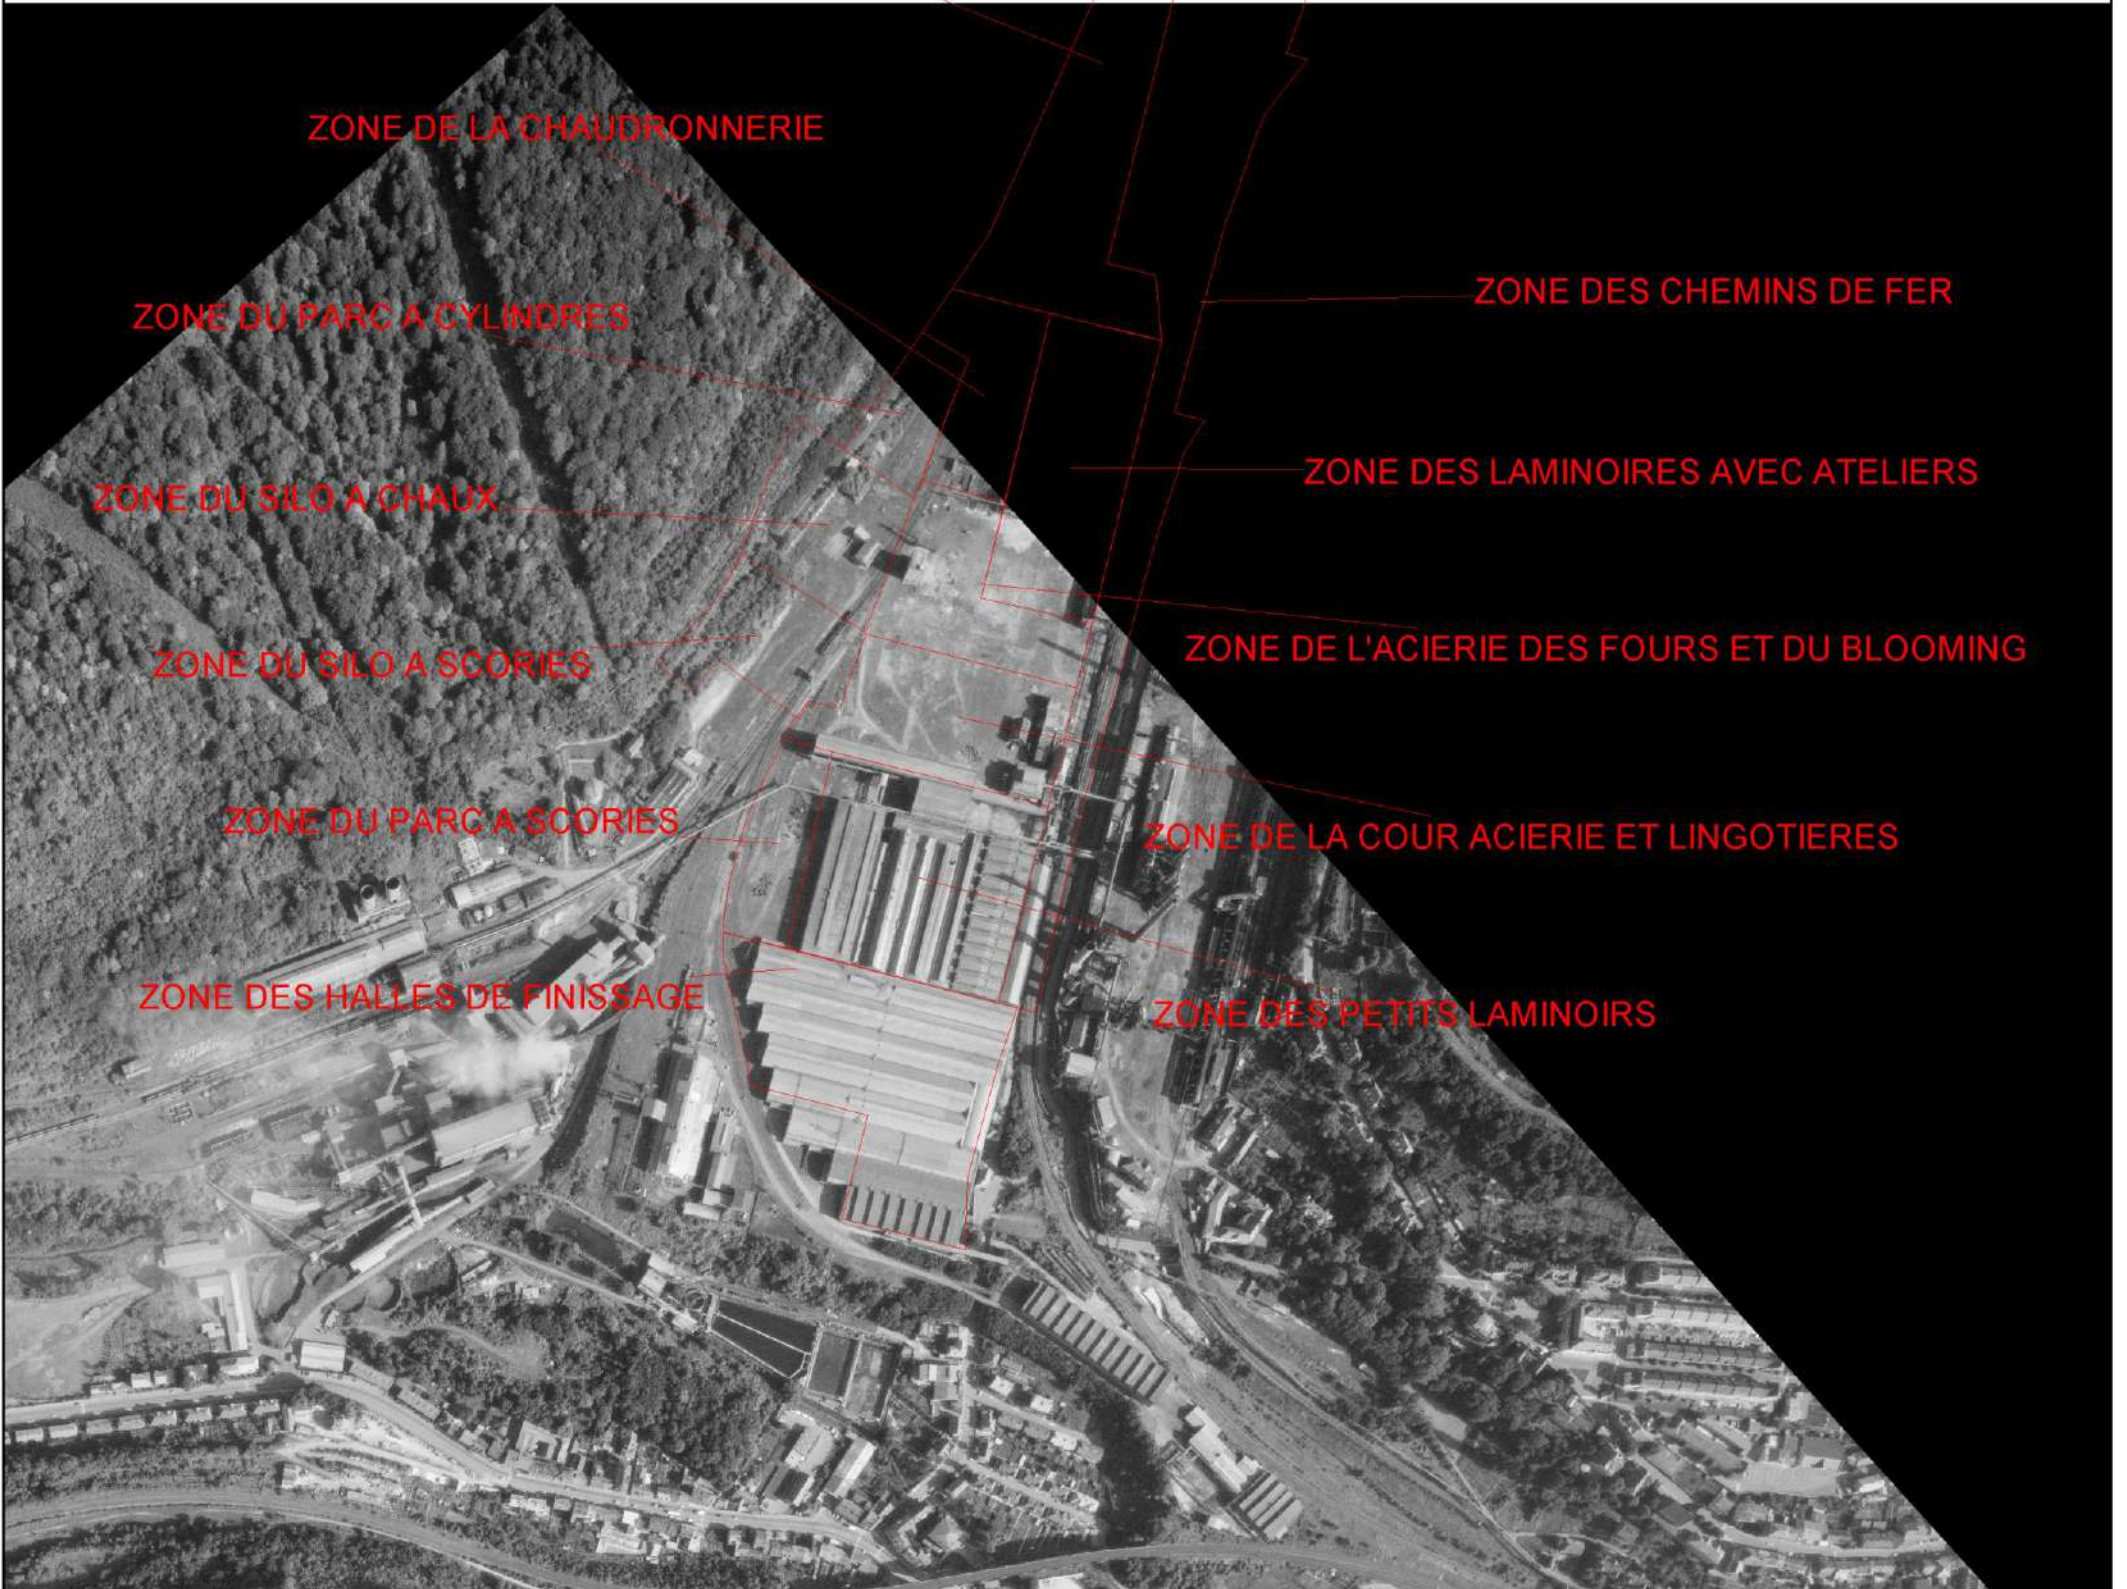 ZONE DE LA CHAUDRONNERIE
ZONE DES CHEMINS DE FER
ZONE DU PARC A CYLINDRES
ZONE DES LAMINOIRES AVEC ATELIERS
ZONE DU SILO A CHAUX
ZONE DE L'ACIERIE DES FOURS ET DU BLOOMING
ZONE DU SILO A SCORIES
ZONE DU PARC A SCORIES
ZONE DE LA COUR ACIERIE ET LINGOTIERES
ZONE DES HALLES DE FINISSAGE
ZONE DES PETITS LAMINOIRS